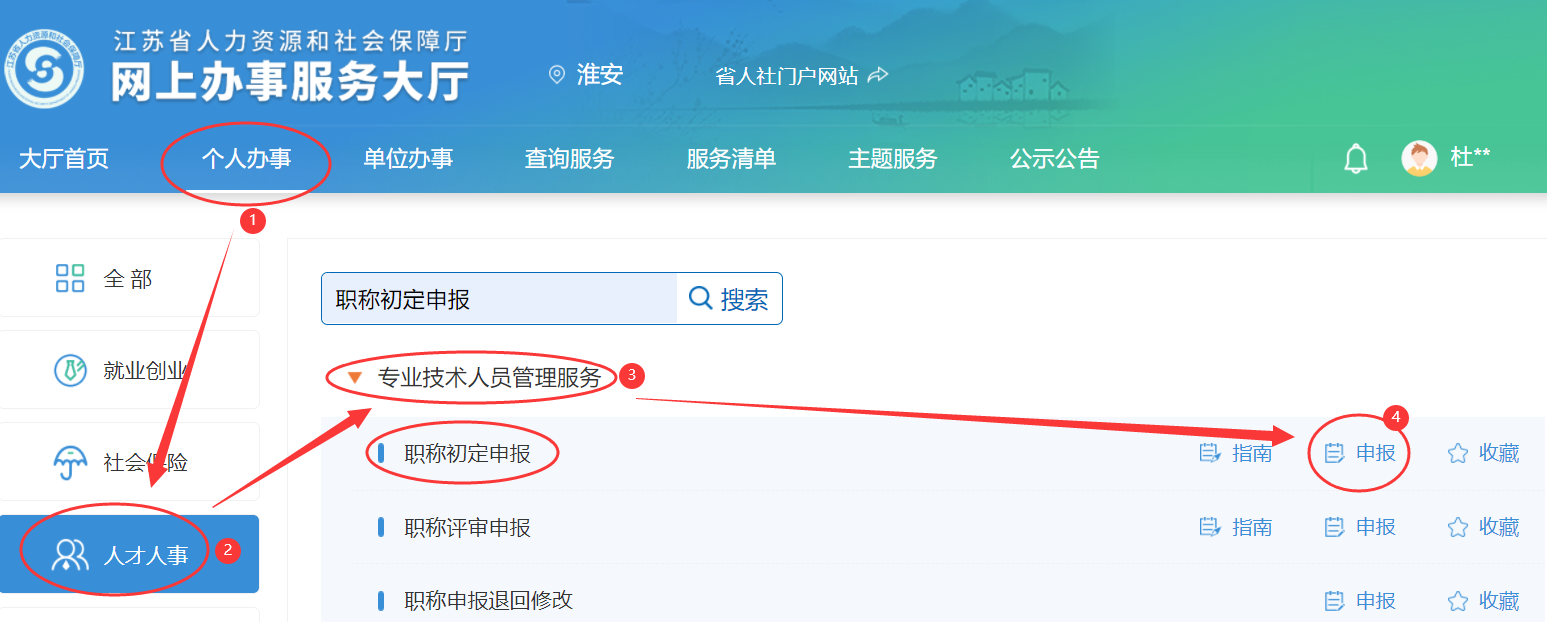 江苏省人力资源和社会保障厅
网上办事服务大厅
淮安
省人社门户网站
大厅首页 个人办事 单位办事 查询服务 服务清单 主题服务 公示公告 杜**
1
全 部
职称初定申报 搜索
就业创业
专业技术人员管理服务 3
4
社会保险
职称初定申报 指南 申报 收藏
人才人事 2
职称评审申报 指南 申报 收藏
职称申报退回修改 申报 收藏